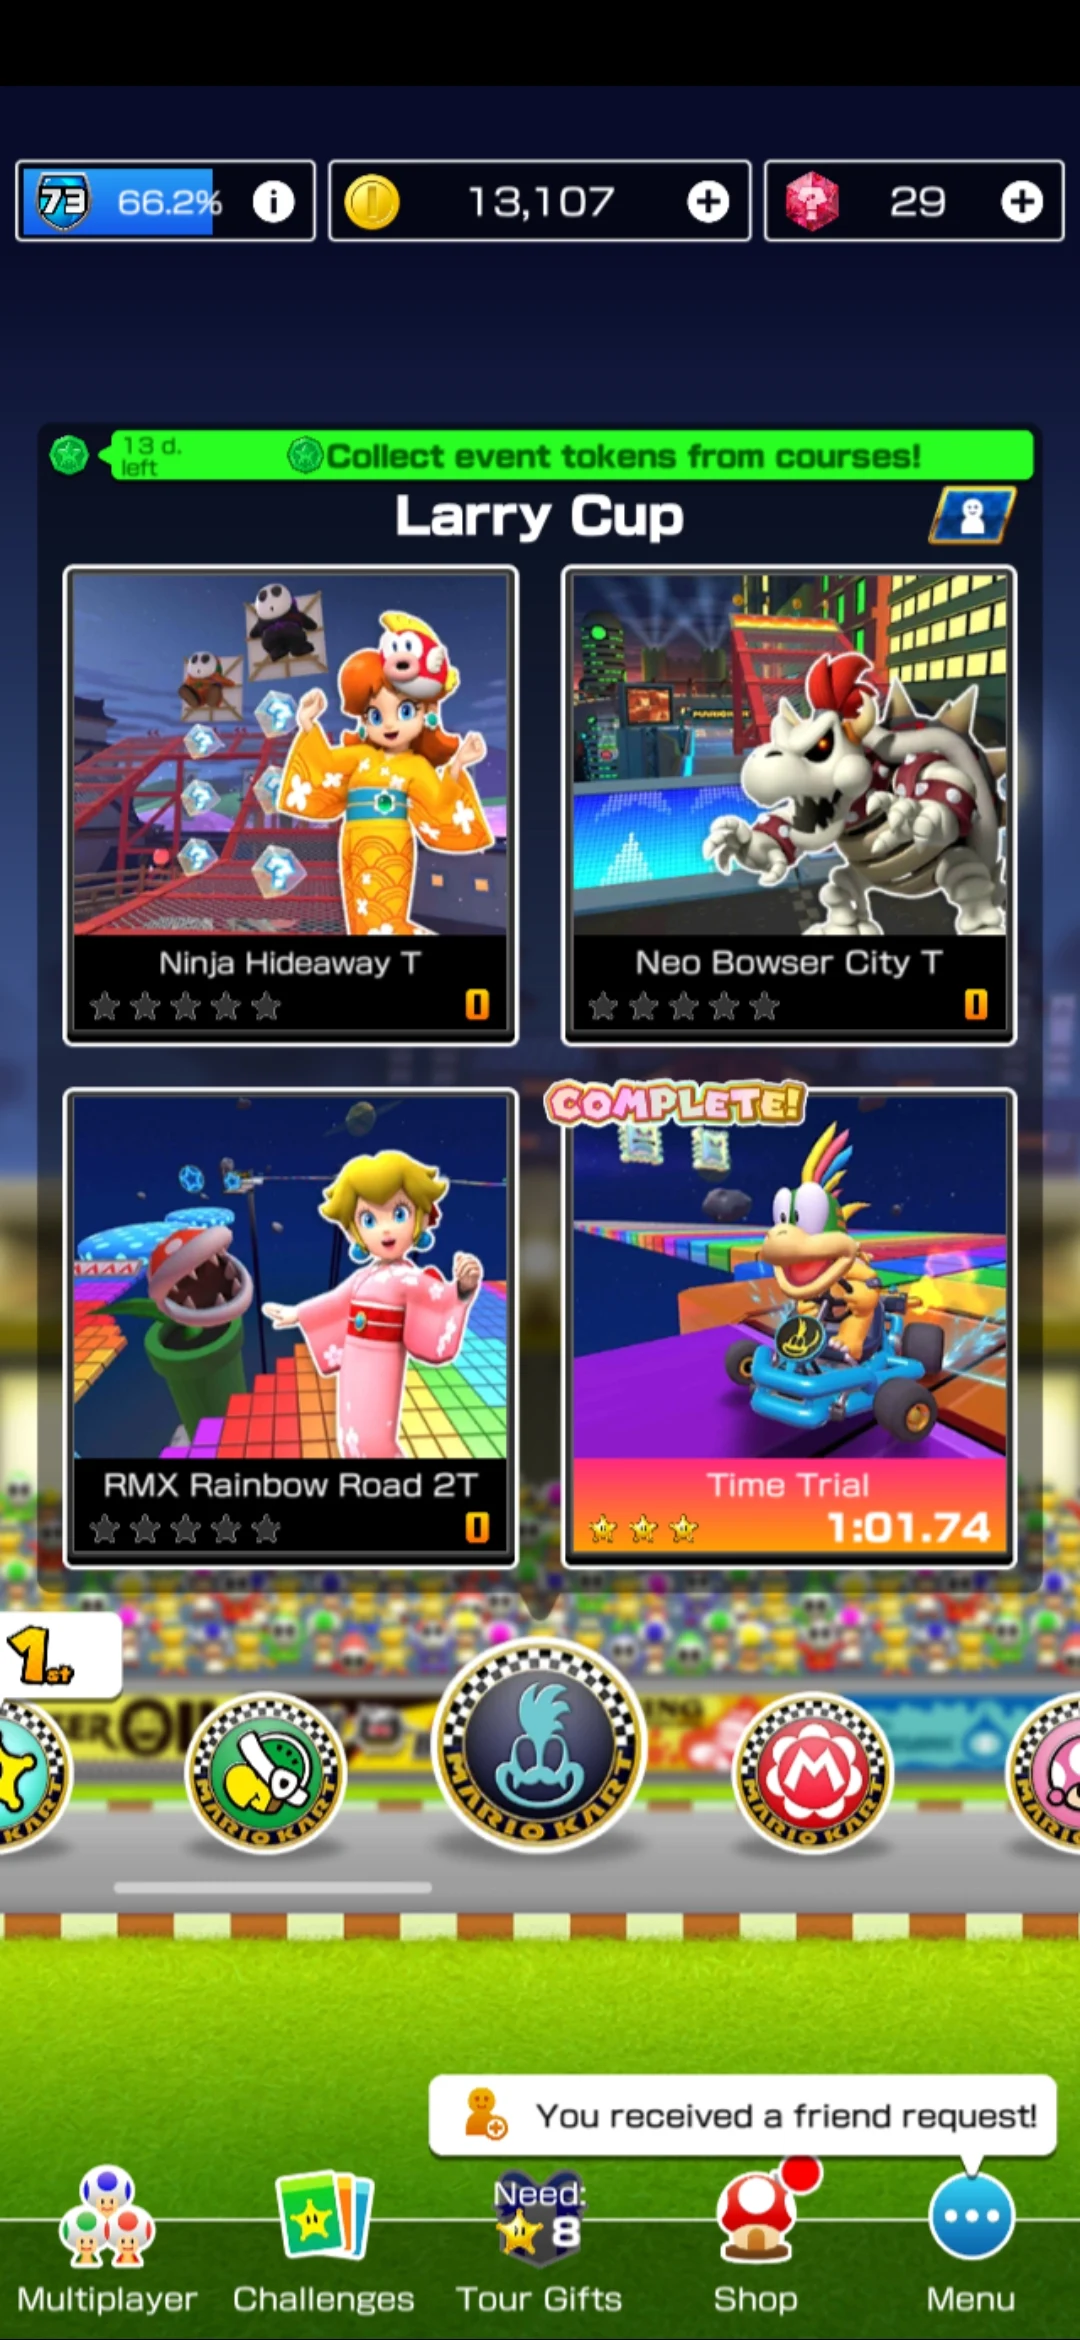 73 66.2% i 13,107 + 29 +
13 d.
left
Collect event tokens from courses!
Larry Cup
Ninja Hideaway T
0
Neo Bowser City T
0
COMPLETE!
RMX Rainbow Road 2T
0
Time Trial
1:01.74
1st
MARIO KART
MARIO KART
M
MARIO KART
You received a friend request!
Need:
8
Multiplayer
Challenges
Tour Gifts
Shop
Menu